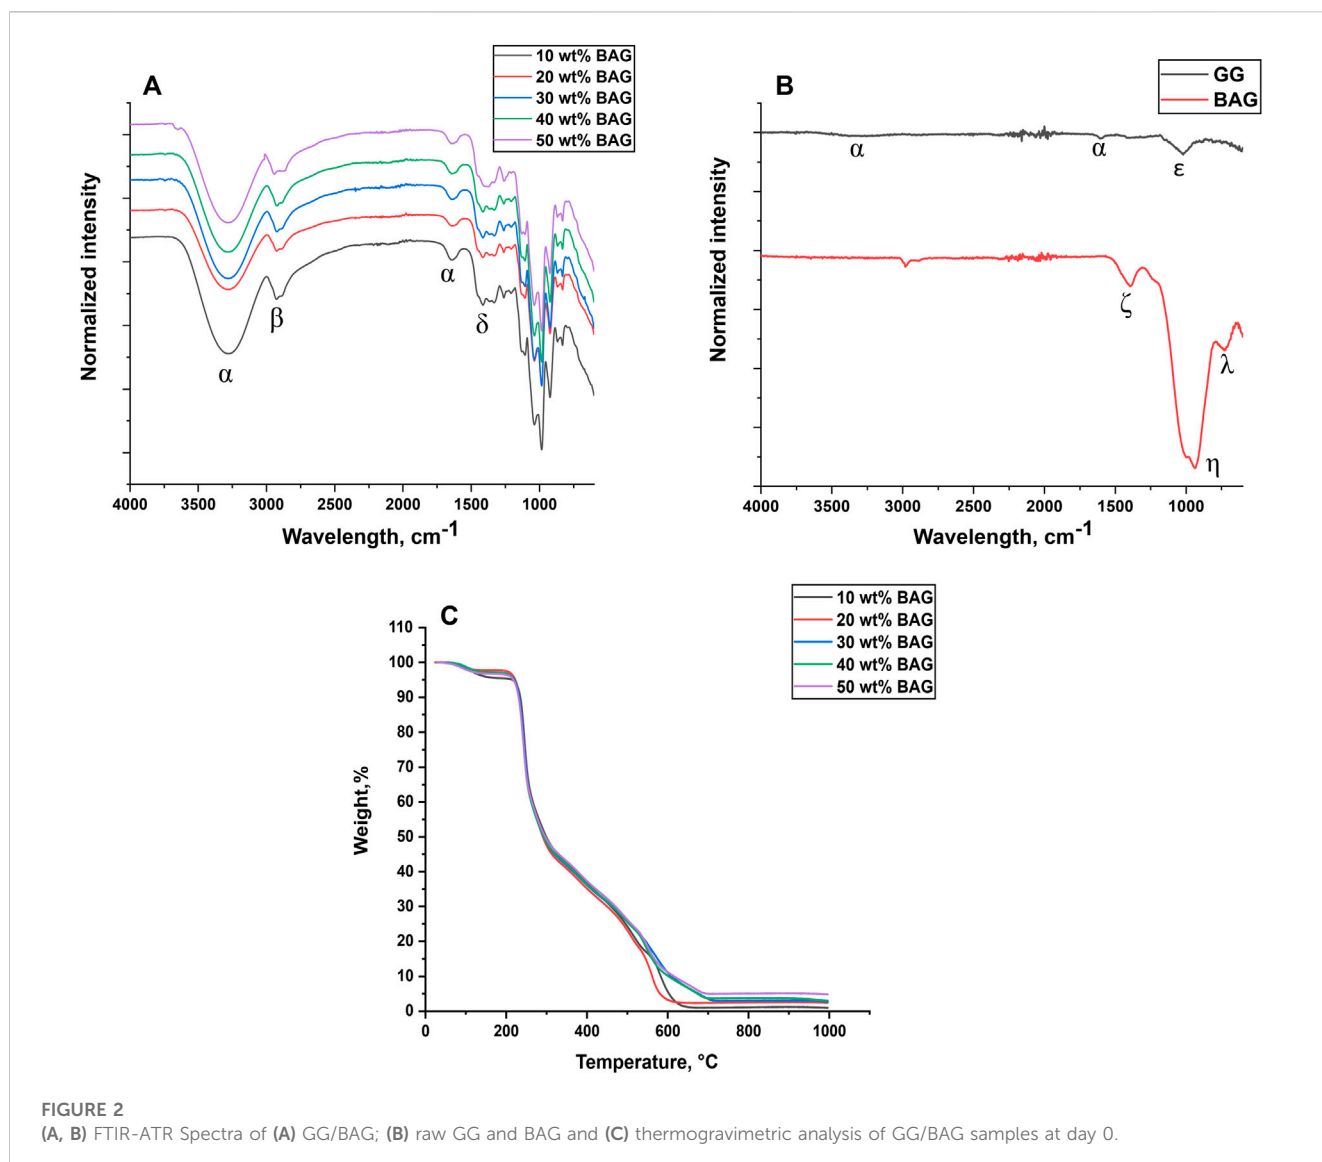 A
10 wt% BAG
20 wt% BAG
30 wt% BAG
40 wt% BAG
50 wt% BAG
Normalized intensity
α
β
α
δ
4000 3500 3000 2500 2000 1500 1000
Wavelength, cm-1
B
GG
BAG
Normalized intensity
α
α
ε
ζ
η
λ
4000 3500 3000 2500 2000 1500 1000
Wavelength, cm-1
C
10 wt% BAG
20 wt% BAG
30 wt% BAG
40 wt% BAG
50 wt% BAG
Weight,%
110
100
90
80
70
60
50
40
30
20
10
0
0 200 400 600 800 1000
Temperature, °C
FIGURE 2
(A, B) FTIR-ATR Spectra of (A) GG/BAG; (B) raw GG and BAG and (C) thermogravimetric analysis of GG/BAG samples at day 0.